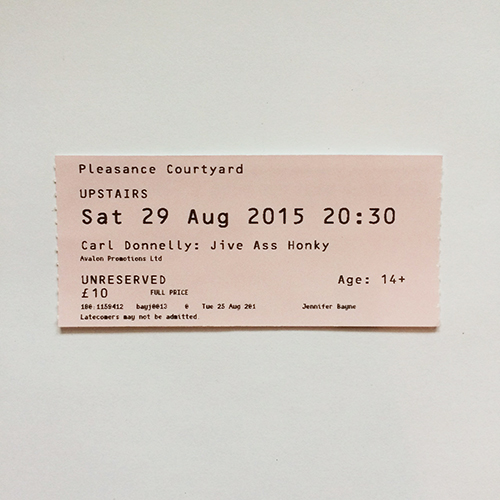 Pleasance Courtyard
UPSTAIRS
Sat 29 Aug 2015 20:30
Carl Donnelly: Jive Ass Honky
Avalon Promotions Ltd
UNRESERVED Age: 14+
£10 FULL PRICE
180:1159412 bayj0013 0 Tue 25 Aug 201 Jennifer Bayne
Latecomers may not be admitted.